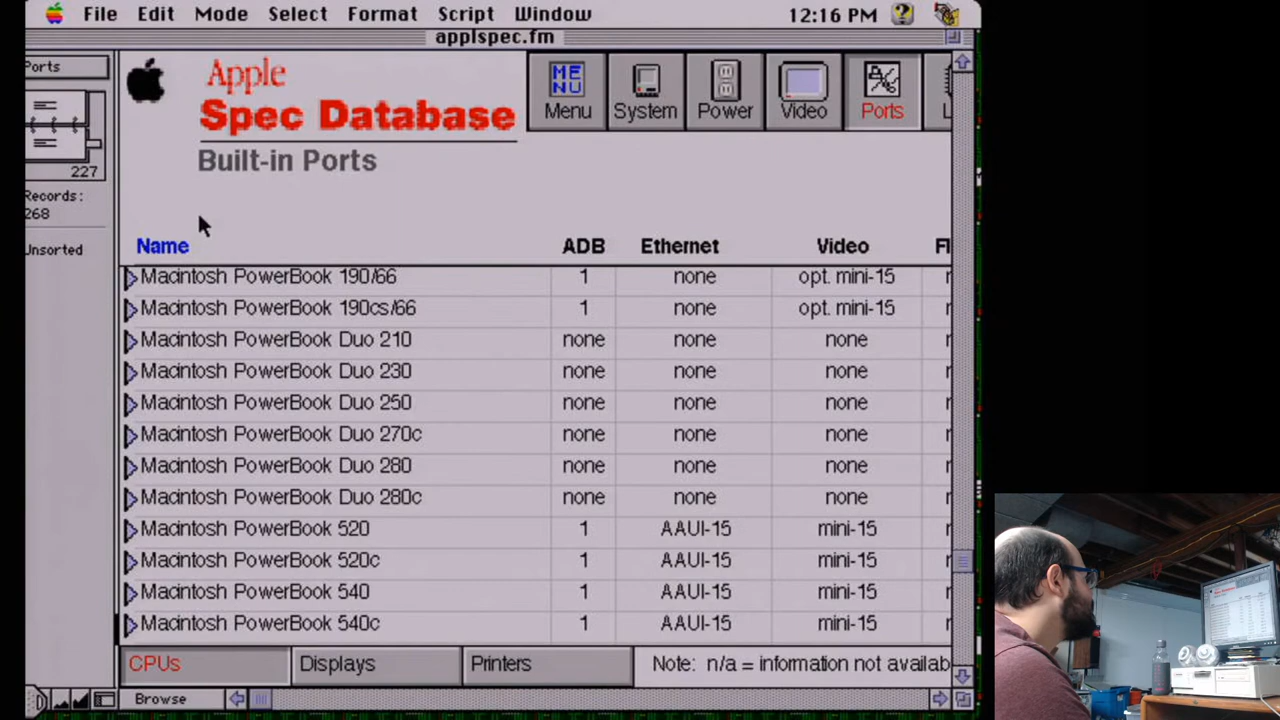 File Edit Mode Select Format Script Window 12:16 PM
applspec.fm
Ports
227
Records:
268
Unsorted
Apple
Spec Database
Built-in Ports
Menu System Power Video Ports
Name ADB Ethernet Video
Macintosh PowerBook 190/66 1 none opt. mini-15
Macintosh PowerBook 190cs/66 1 none opt. mini-15
Macintosh PowerBook Duo 210 none none none
Macintosh PowerBook Duo 230 none none none
Macintosh PowerBook Duo 250 none none none
Macintosh PowerBook Duo 270c none none none
Macintosh PowerBook Duo 280 none none none
Macintosh PowerBook Duo 280c none none none
Macintosh PowerBook 520 1 AAUI-15 mini-15
Macintosh PowerBook 520c 1 AAUI-15 mini-15
Macintosh PowerBook 540 1 AAUI-15 mini-15
Macintosh PowerBook 540c 1 AAUI-15 mini-15
CPUs Displays Printers Note: n/a = information not availab
Browse